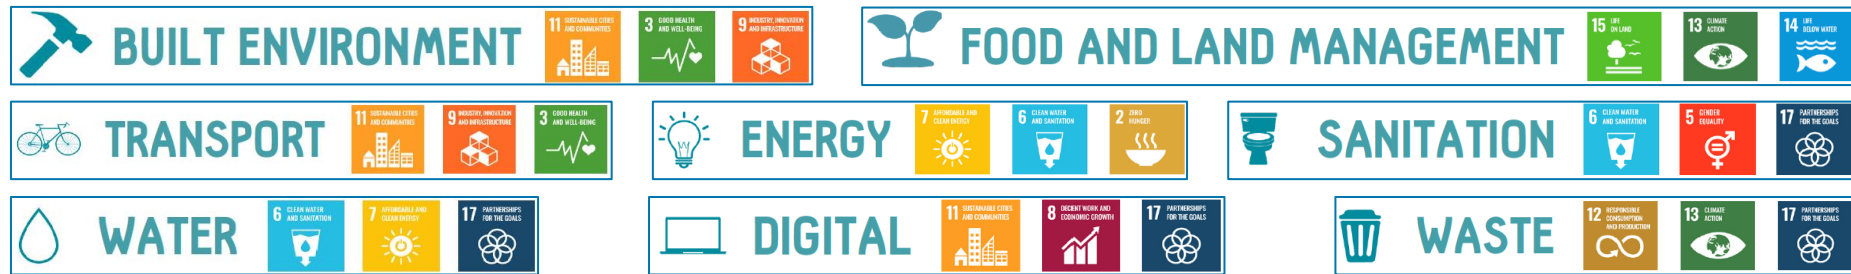 BUILT ENVIRONMENT
11 SUSTAINABLE CITIES
AND COMMUNITIES
3 GOOD HEALTH
AND WELL-BEING
9 INDUSTRY, INNOVATION
AND INFRASTRUCTURE
FOOD AND LAND MANAGEMENT
15 LIFE
ON LAND
13 CLIMATE
ACTION
14 LIFE
BELOW WATER
TRANSPORT
11 SUSTAINABLE CITIES
AND COMMUNITIES
9 INDUSTRY, INNOVATION
AND INFRASTRUCTURE
3 GOOD HEALTH
AND WELL-BEING
ENERGY
7 AFFORDABLE AND
CLEAN ENERGY
6 CLEAN WATER
AND SANITATION
2 ZERO
HUNGER
SANITATION
6 CLEAN WATER
AND SANITATION
5 GENDER
EQUALITY
17 PARTNERSHIPS
FOR THE GOALS
WATER
6 CLEAN WATER
AND SANITATION
7 AFFORDABLE AND
CLEAN ENERGY
17 PARTNERSHIPS
FOR THE GOALS
DIGITAL
11 SUSTAINABLE CITIES
AND COMMUNITIES
8 DECENT WORK AND
ECONOMIC GROWTH
17 PARTNERSHIPS
FOR THE GOALS
WASTE
12 RESPONSIBLE
CONSUMPTION
AND PRODUCTION
13 CLIMATE
ACTION
17 PARTNERSHIPS
FOR THE GOALS